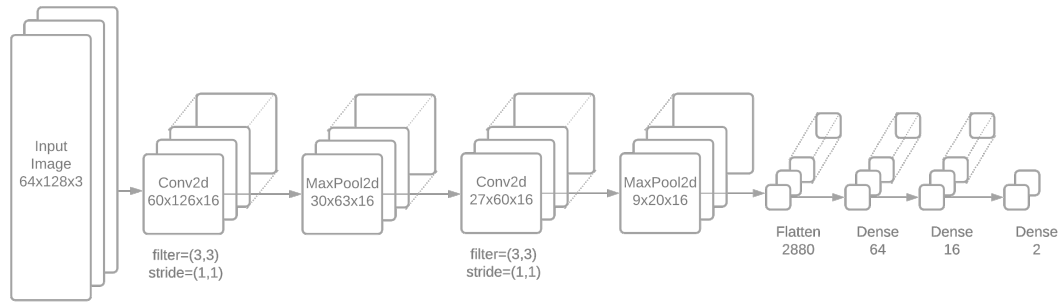 Input
Image
64x128x3
Conv2d
60x126x16
filter=(3,3)
stride=(1,1)
MaxPool2d
30x63x16
Conv2d
27x60x16
filter=(3,3)
stride=(1,1)
MaxPool2d
9x20x16
Flatten
2880
Dense
64
Dense
16
Dense
2